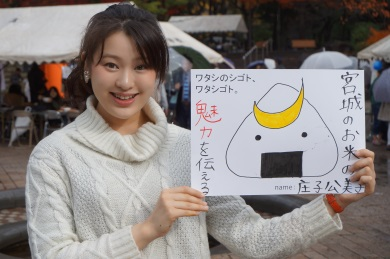 ワタシのシゴト、
ワタシゴト。
宮城のお米の
魅力を伝える
name 庄子公美子